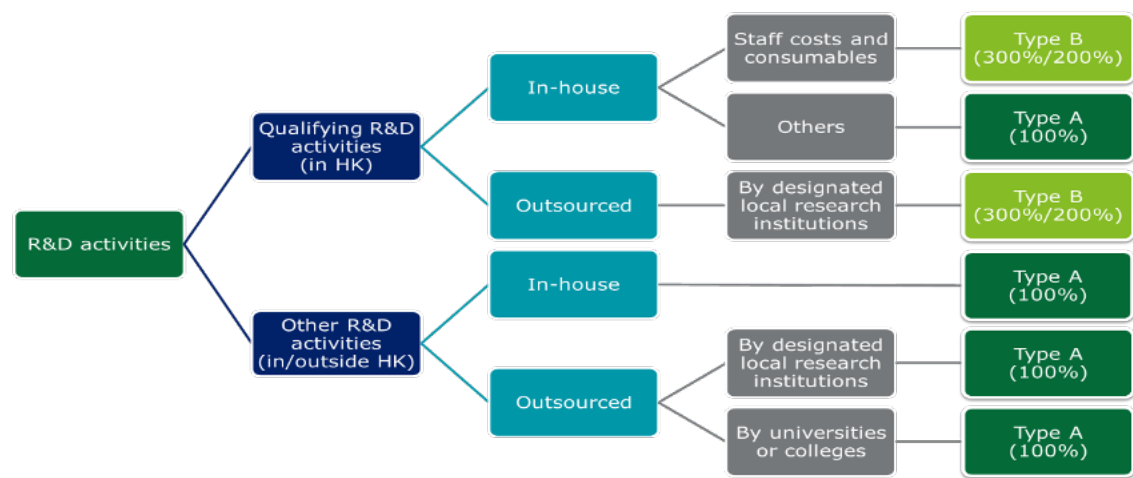 R&D activities
Qualifying R&D
activities
(in HK)
In-house
Staff costs and
consumables
Type B
(300%/200%)
Others
Type A
(100%)
Outsourced
By designated
local research
institutions
Type B
(300%/200%)
Other R&D
activities
(in/outside HK)
In-house
Type A
(100%)
Outsourced
By designated
local research
institutions
Type A
(100%)
By universities
or colleges
Type A
(100%)